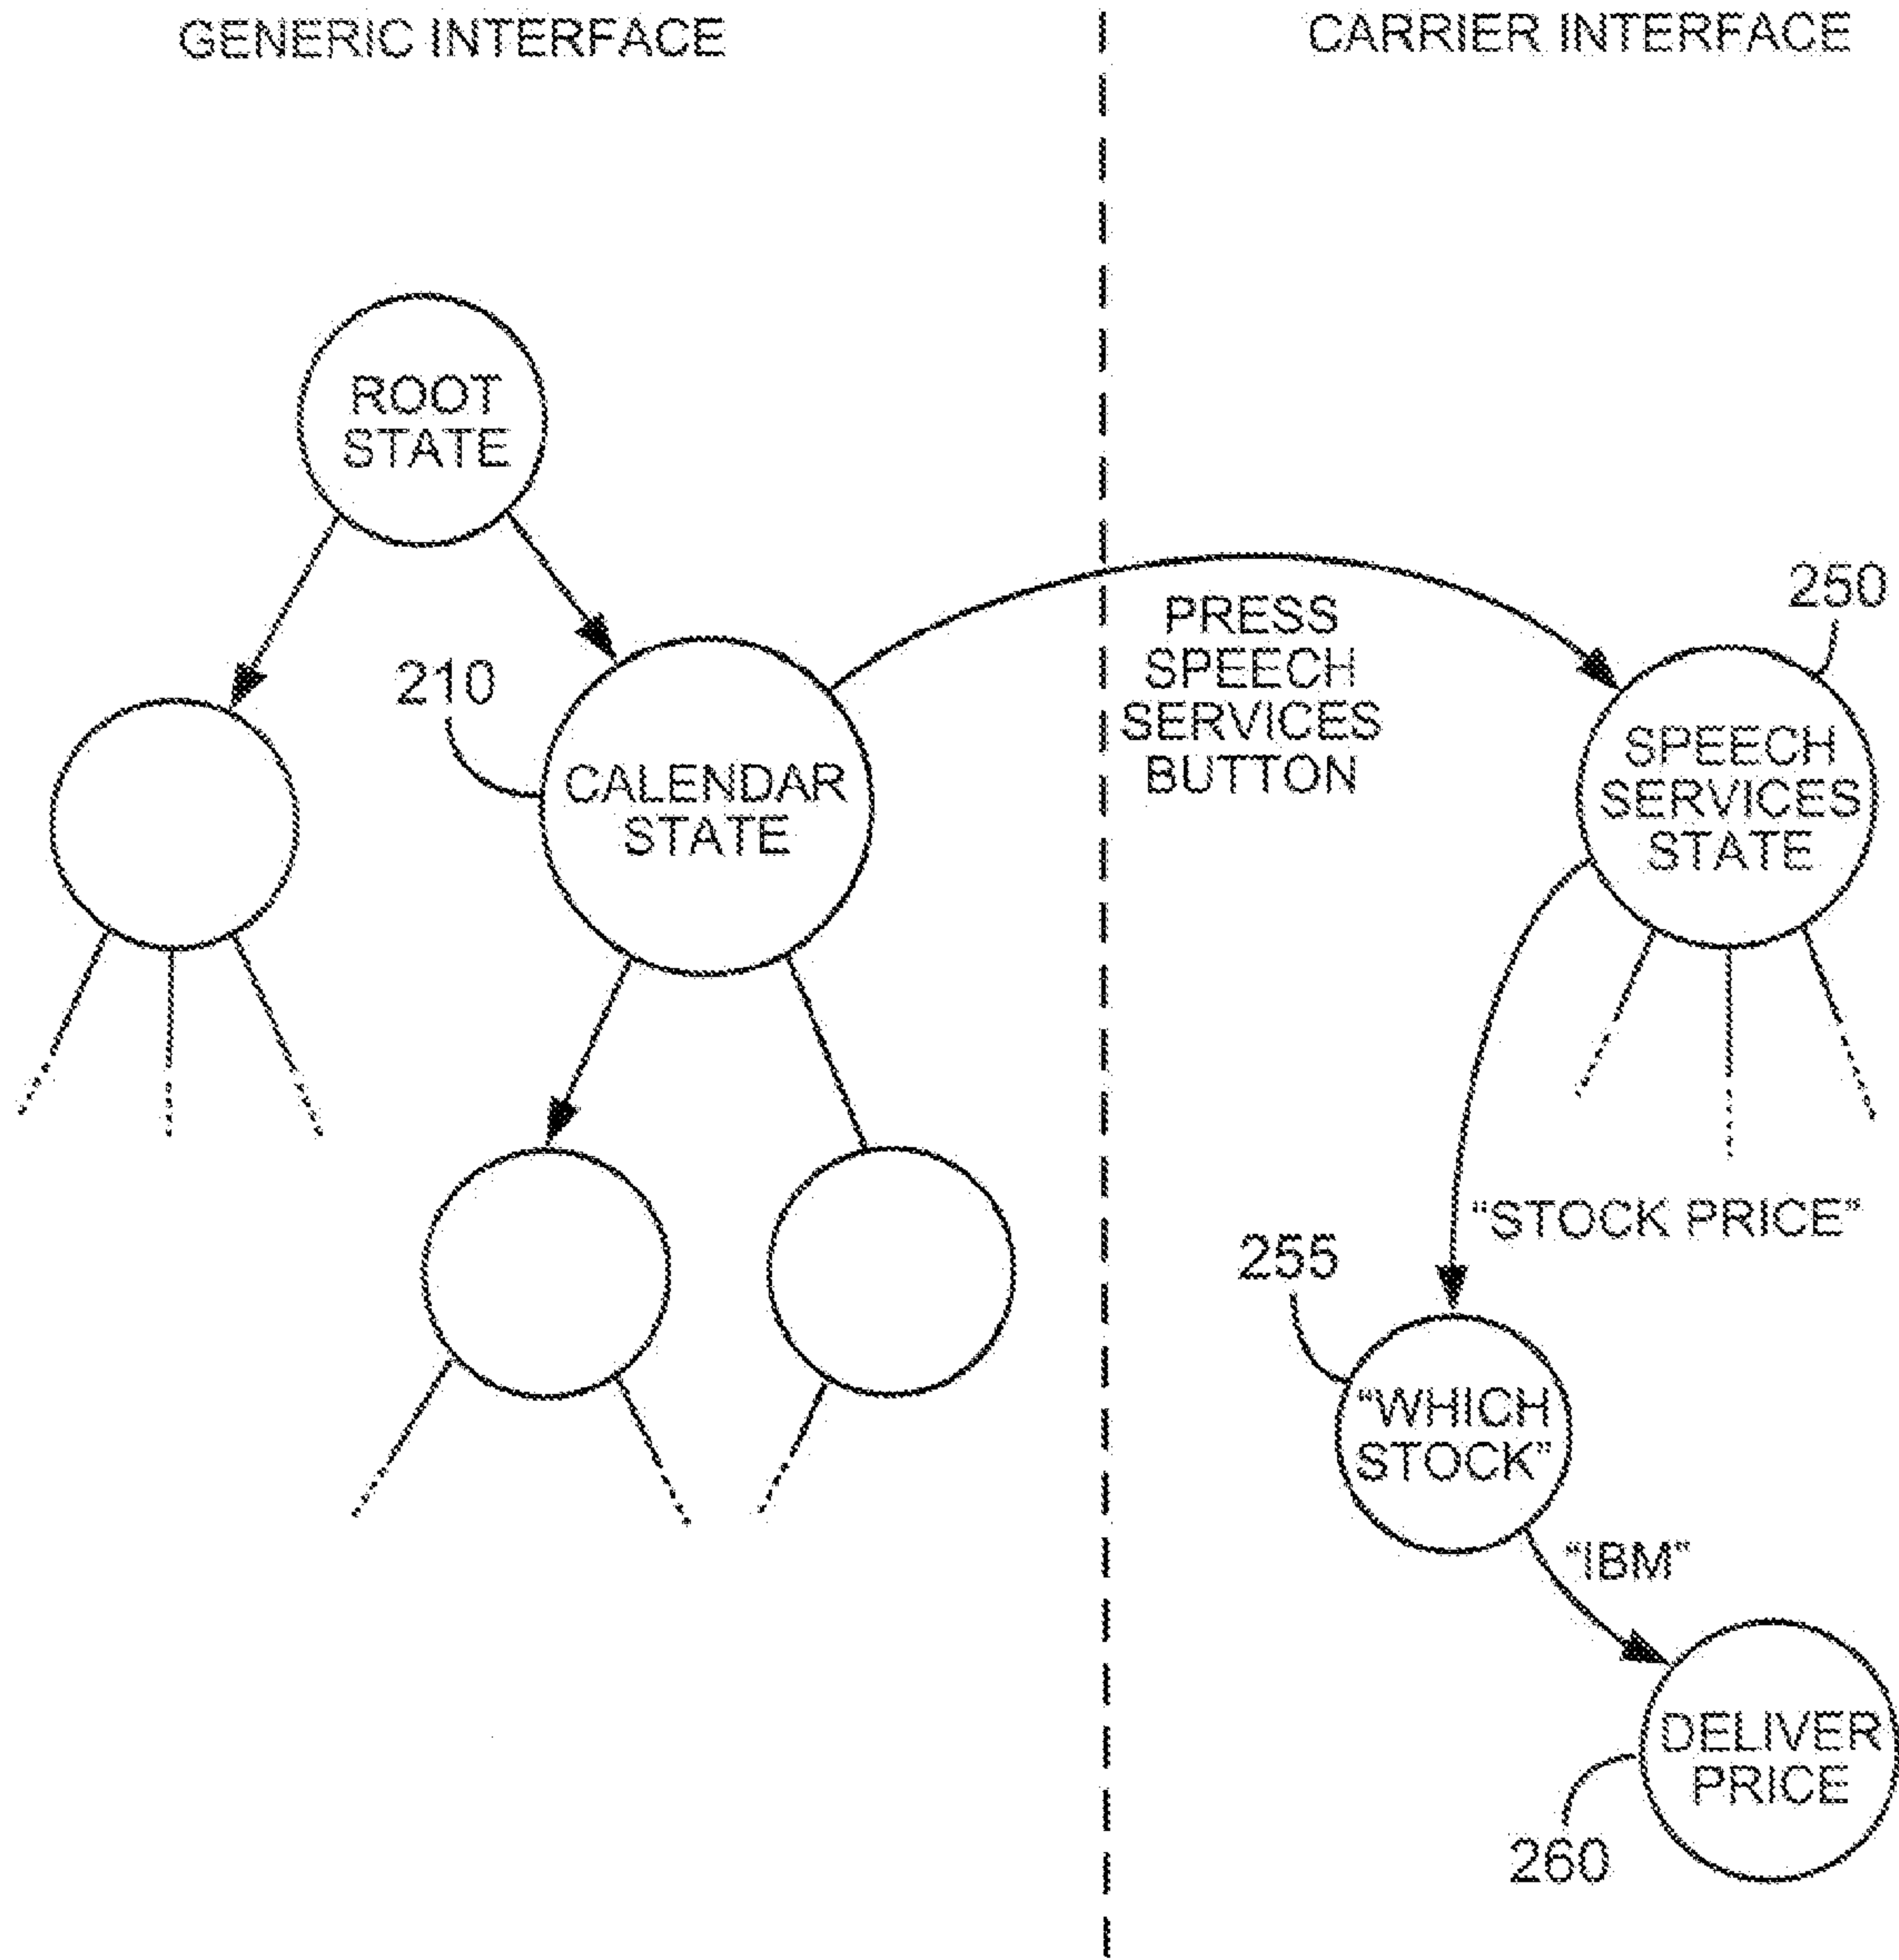 GENERIC INTERFACE
CARRIER INTERFACE
ROOT
STATE
210
CALENDAR
STATE
PRESS
SPEECH
SERVICES
BUTTON
250
SPEECH
SERVICES
STATE
“STOCK PRICE”
255
“WHICH
STOCK”
“IBM”
DELIVER
PRICE
260